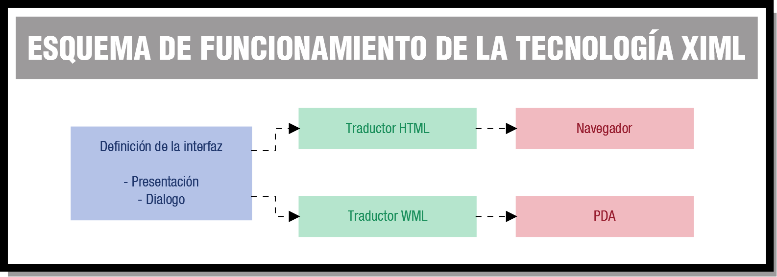 ESQUEMA DE FUNCIONAMIENTO DE LA TECNOLOGÍA XIML
Definición de la interfaz
- Presentación
- Dialogo
Traductor HTML
Navegador
Traductor WML
PDA